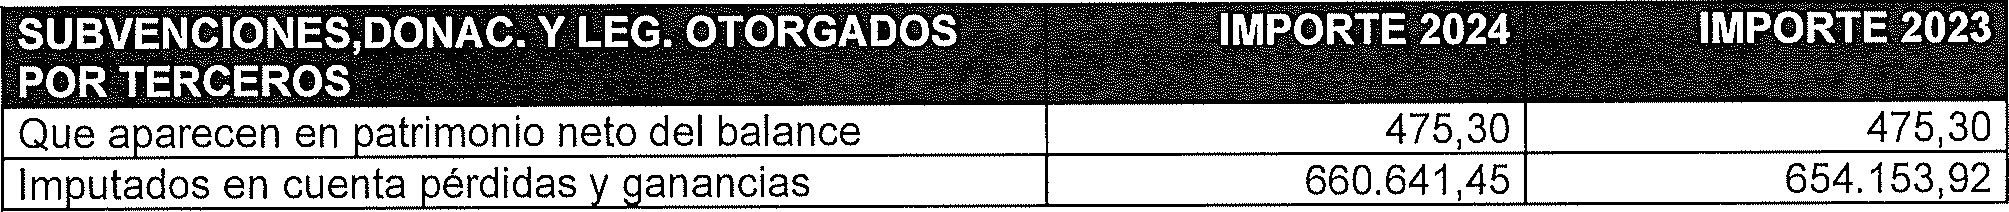 SUBVENCIONES,DONAC. Y LEG. OTORGADOS POR TERCEROS IMPORTE 2024 IMPORTE 2023
Que aparecen en patrimonio neto del balance 475,30 475,30
Imputados en cuenta pérdidas y ganancias 660.641,45 654.153,92